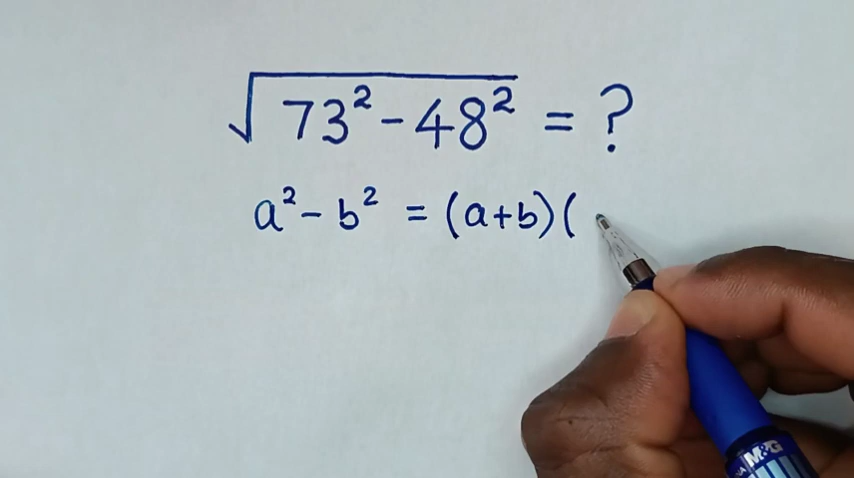 √73² - 48² = ?
a² - b² = (a+b)(
M&G